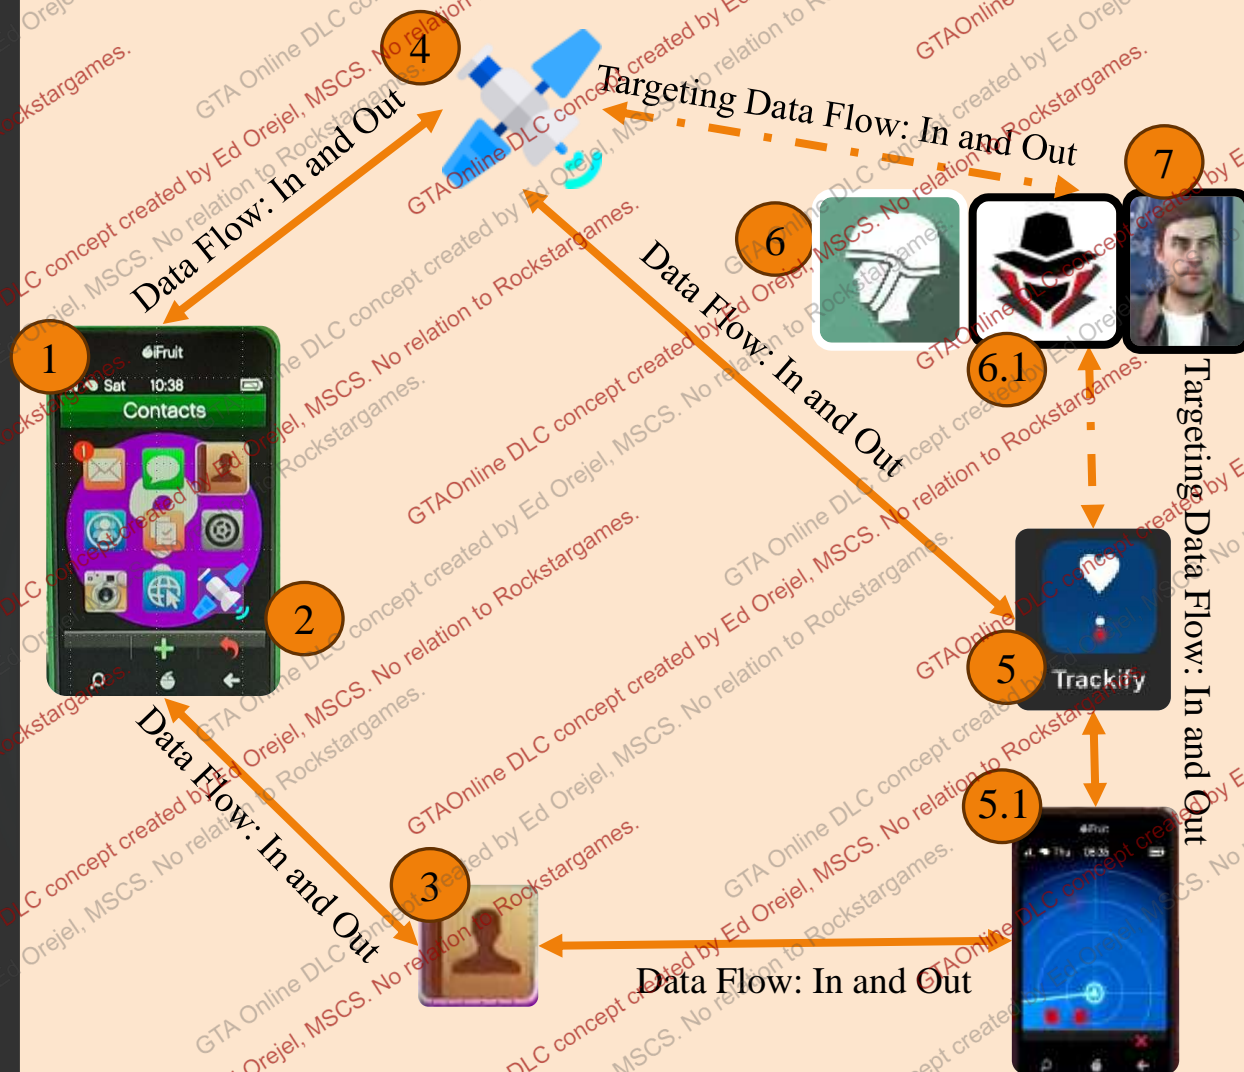 4
Targeting Data Flow: In and Out
7
Data Flow: In and Out
6
Data Flow: In and Out
1
iFruit
Sat 10:38
Contacts
1
6.1
2
Targeting Data Flow: In and Out
5
Trackify
Data Flow: In and Out
5.1
iFruit
Thu
3
Data Flow: In and Out
GTAOnline DLC concept created by Ed Orejel, MSCS. No relation to Rockstargames.
GTA Online DLC concept created by Ed Orejel, MSCS. No relation to Rockstargames.